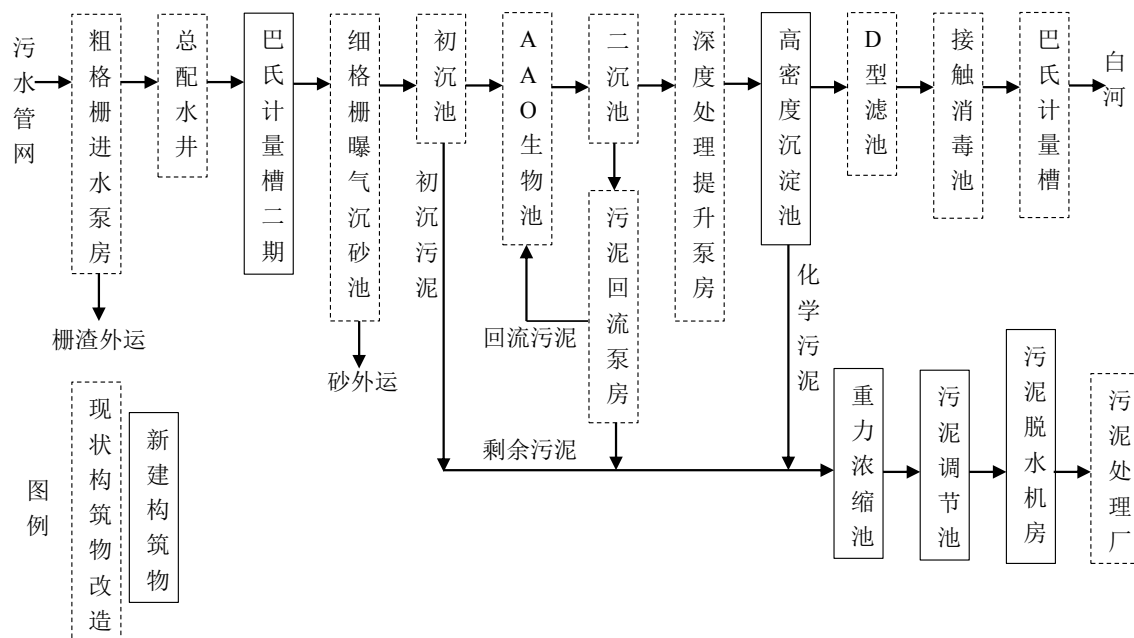 污水管网
粗格栅进水泵房
总配水井
巴氏计量槽二期
细格栅曝气沉砂池
初沉池
AAO生物池
二沉池
深度处理提升泵房
高密度沉淀池
D型滤池
接触消毒池
巴氏计量槽
白河
初沉污泥
污泥回流泵房
化学污泥
栅渣外运
砂外运
回流污泥
剩余污泥
重力浓缩池
污泥调节池
污泥脱水机房
污泥处理厂
图例
现状构筑物改造
新建构筑物